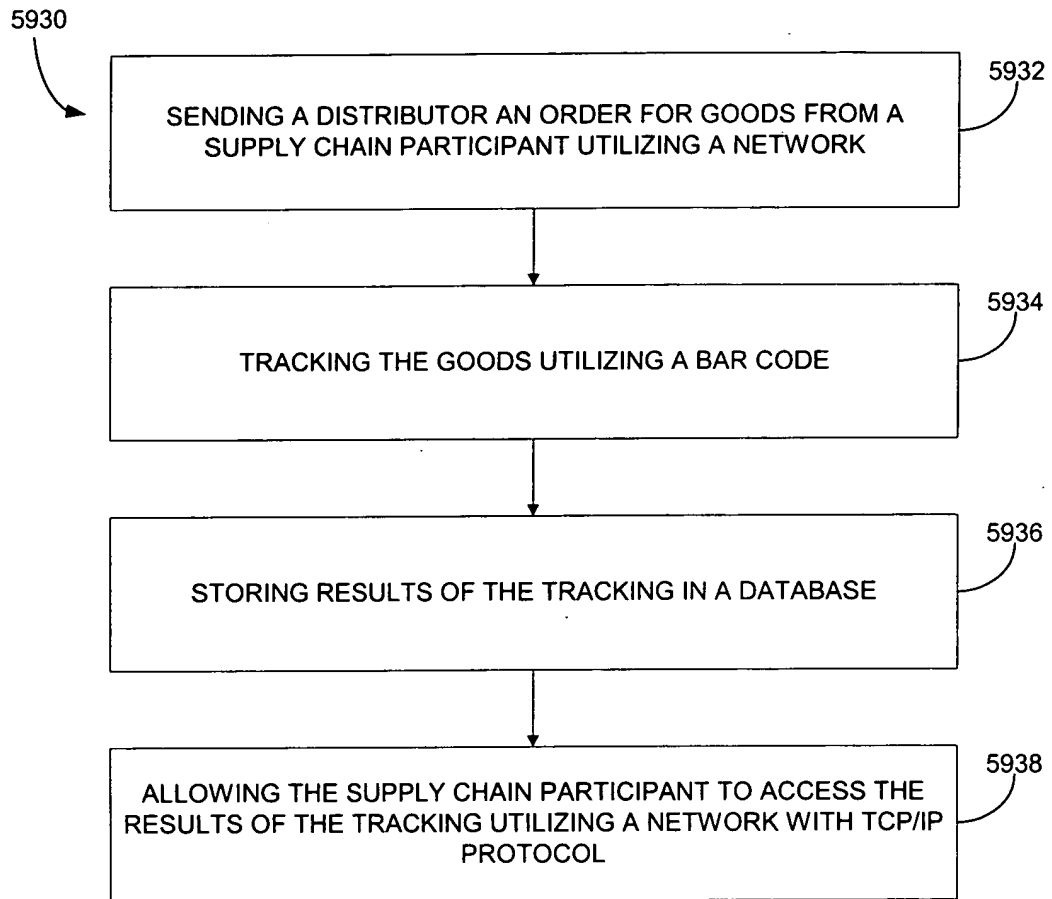 5930
5932
SENDING A DISTRIBUTOR AN ORDER FOR GOODS FROM A
SUPPLY CHAIN PARTICIPANT UTILIZING A NETWORK
5934
TRACKING THE GOODS UTILIZING A BAR CODE
5936
STORING RESULTS OF THE TRACKING IN A DATABASE
5938
ALLOWING THE SUPPLY CHAIN PARTICIPANT TO ACCESS THE
RESULTS OF THE TRACKING UTILIZING A NETWORK WITH TCP/IP
PROTOCOL